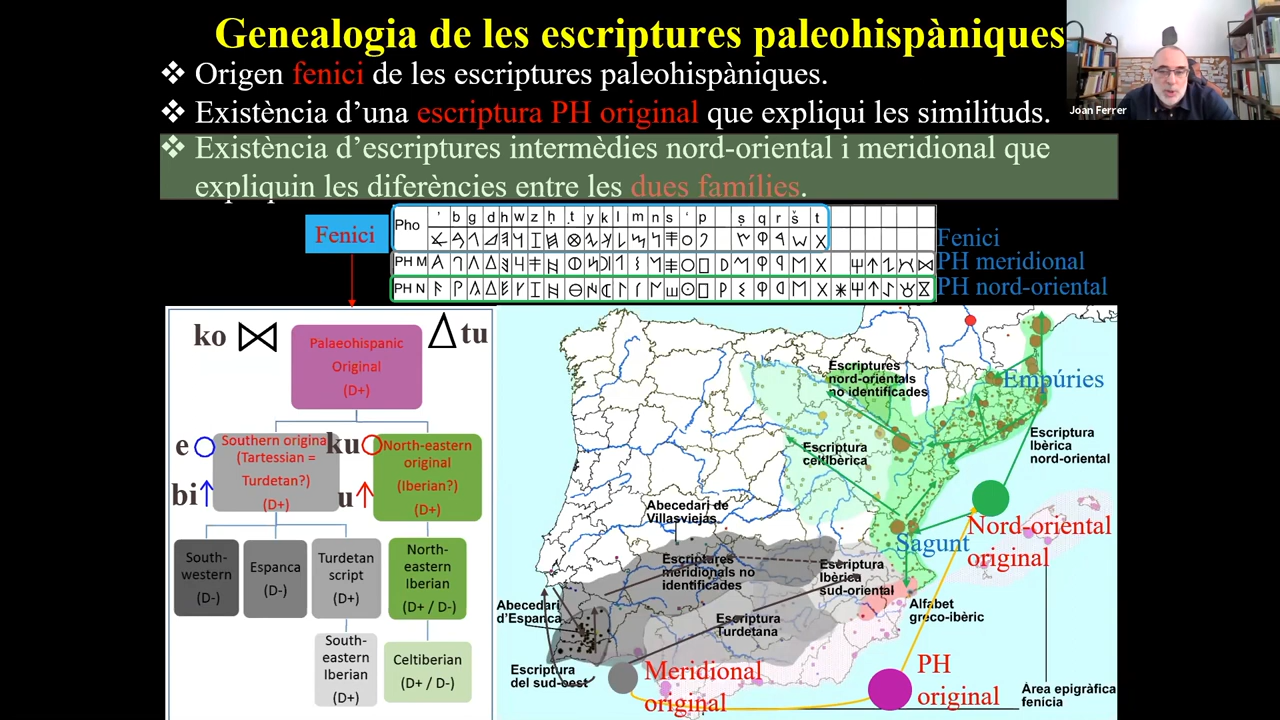 Genealogia de les escriptures paleohispàniques
❖ Origen fenici de les escriptures paleohispàniques.
❖ Existència d’una escriptura PH original que expliqui les similituds.
❖ Existència d’escriptures intermèdies nord-oriental i meridional que
expliquin les diferències entre les dues famílies.
Joan Ferrer
Fenici
Pho
ʾ b g d h w z ḥ ṭ y k l m n s ʿ p ṣ q r š t
PH M
PH N
Fenici
PH meridional
PH nord-oriental
ko
Palaeohispanic
Original
(D+)
tu
e
bi
Southern original
(Tartessian =
Turdetan?)
(D+)
ku
u
North-eastern
original
(Iberian?)
(D+)
South-
western
(D-)
Espanca
(D-)
Turdetan
script
(D+)
North-
eastern
Iberian
(D+ / D-)
South-
eastern
Iberian
(D+)
Celtiberian
(D+ / D-)
Escriptures
nord-orientals
no identificades
Empúries
Escriptura
Ibèrica
nord-oriental
Escriptura
celtibèrica
Abecedari de
Villasviejas
Nord-oriental
original
Sagunt
Escriptures
meridionals no
identificades
Escriptura
Ibèrica
sud-oriental
Abecedari
d’Espanca
Alfabet
greco-ibèric
Escriptura
Turdetana
Escriptura
del sud-oest
Meridional
original
PH
original
Àrea epigràfica
fenícia